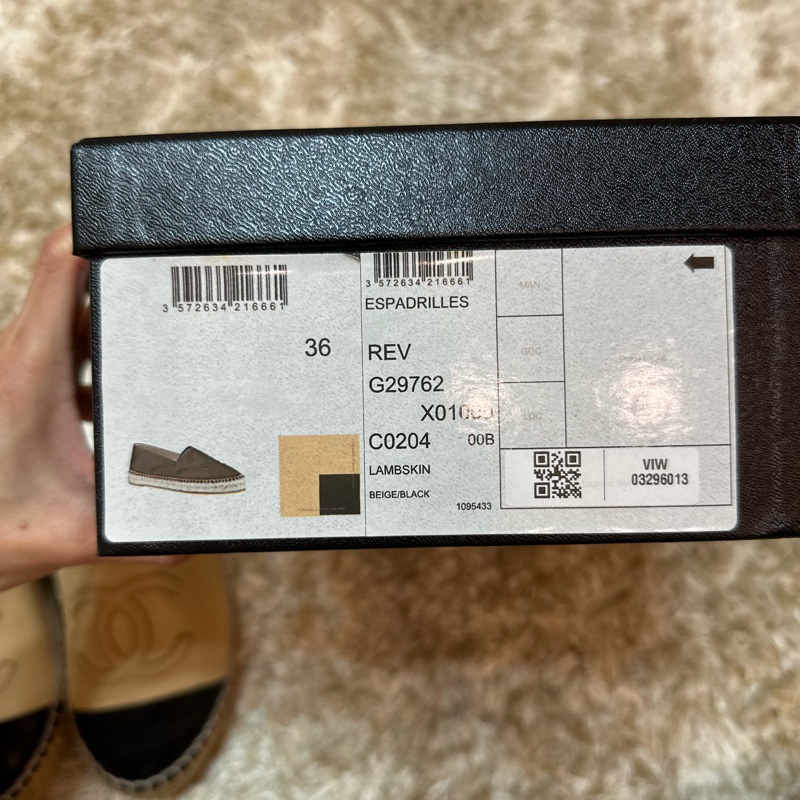 3 572634 216661
3 572634 216661
ESPADRILLES
36
REV
G29762
C0204 00B
LAMBSKIN
BEIGE/BLACK
1095433
MAN
GDC
LDC
VIW
03296013